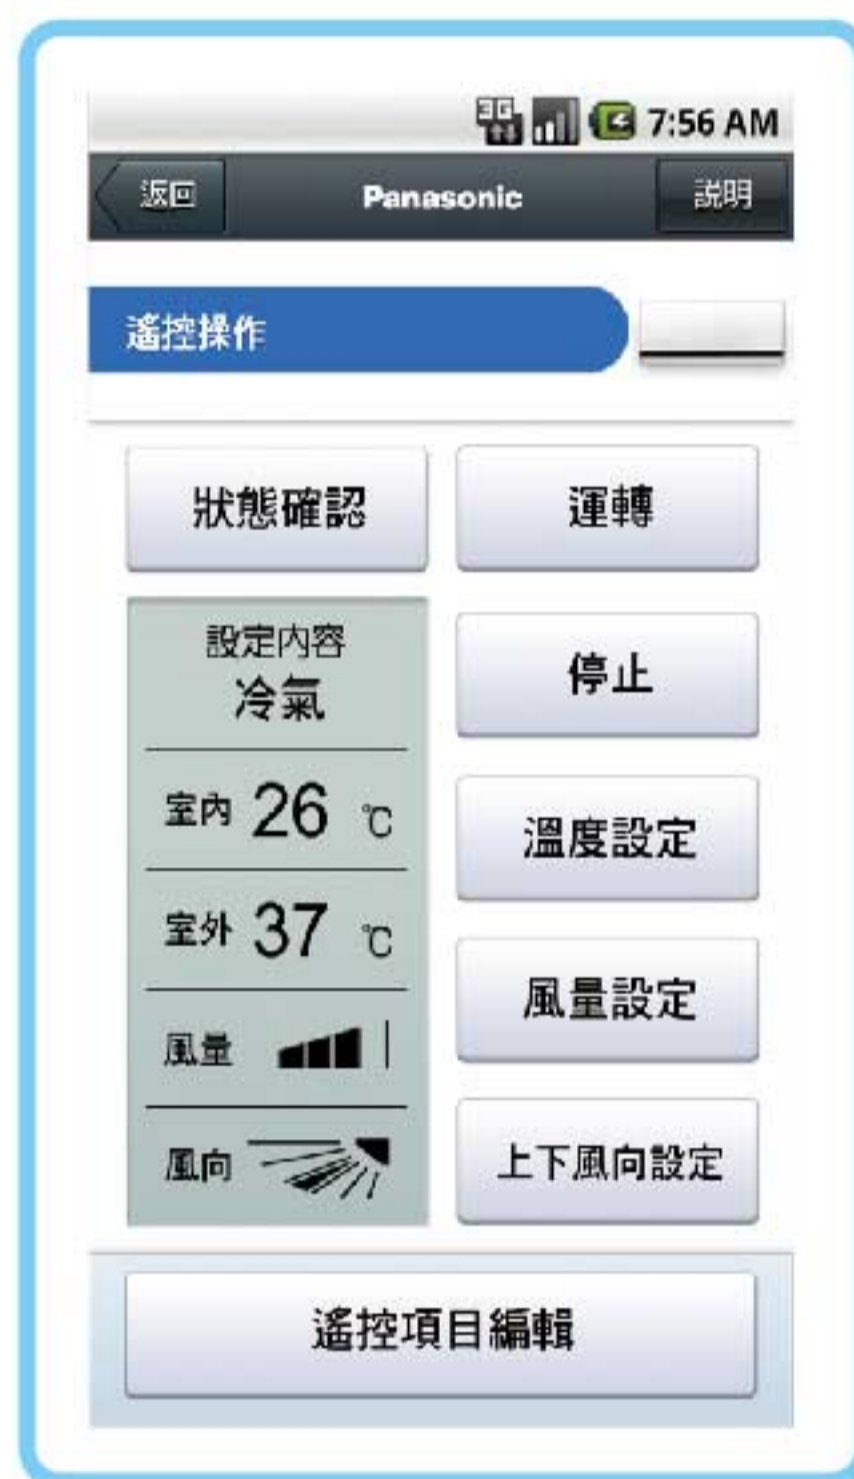 3G 7:56 AM
返回 Panasonic 説明
遙控操作
狀態確認 運轉
設定內容
冷氣
停止
室內 26 ℃
溫度設定
室外 37 ℃
風量設定
風量
風向
上下風向設定
遙控項目編輯